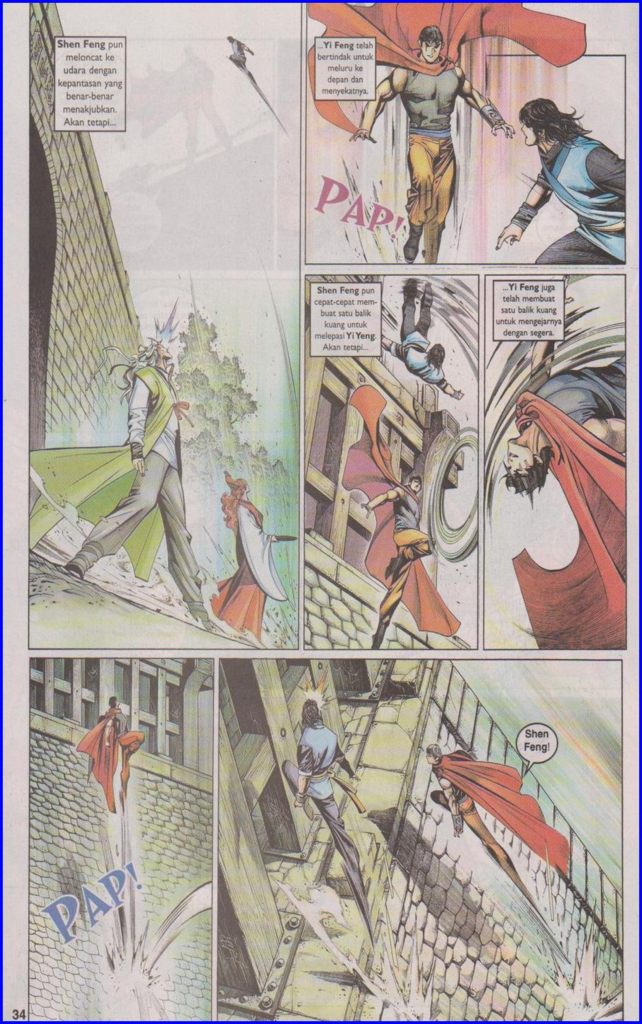 Shen Feng pun
meloncat ke
udara dengan
kepantasan yang
benar-benar
menakjubkan.
Akan tetapi...
...Yi Feng telah
bertindak untuk
meluru ke
depan dan
menyekatnya.
PAP!
Shen Feng pun
cepat-cepat mem-
buat satu balik
kuang untuk
melepasi Yi Yeng.
Akan tetapi...
...Yi Feng juga
telah membuat
satu balik kuang
untuk mengejarnya
dengan segera.
PAP!
Shen
Feng!
34